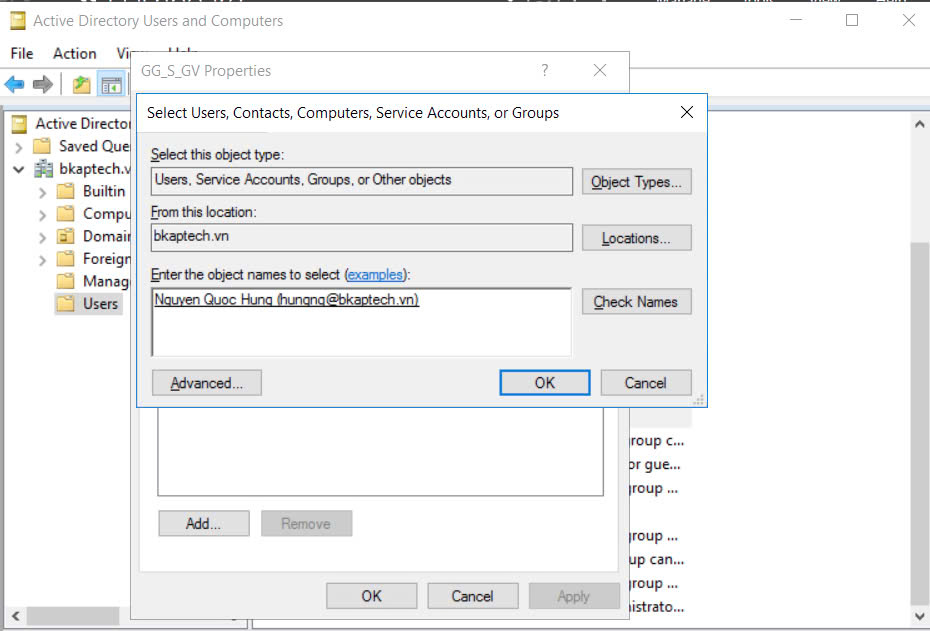 Active Directory Users and Computers
File Action
GG_S_GV Properties
?
Select Users, Contacts, Computers, Service Accounts, or Groups
Active Director
Saved Que
bkaptech.v
Builtin
Compu
Domair
Foreign
Manag
Users
Select this object type:
Users, Service Accounts, Groups, or Other objects
Object Types...
From this location:
bkaptech.vn
Locations...
Enter the object names to select (examples):
Nguyen Quoc Hung (hungnq@bkaptech.vn)
Check Names
Advanced...
OK
Cancel
group c...
or gue...
group ...
group ...
up can...
group ...
istrato...
Add...
Remove
OK
Cancel
Apply